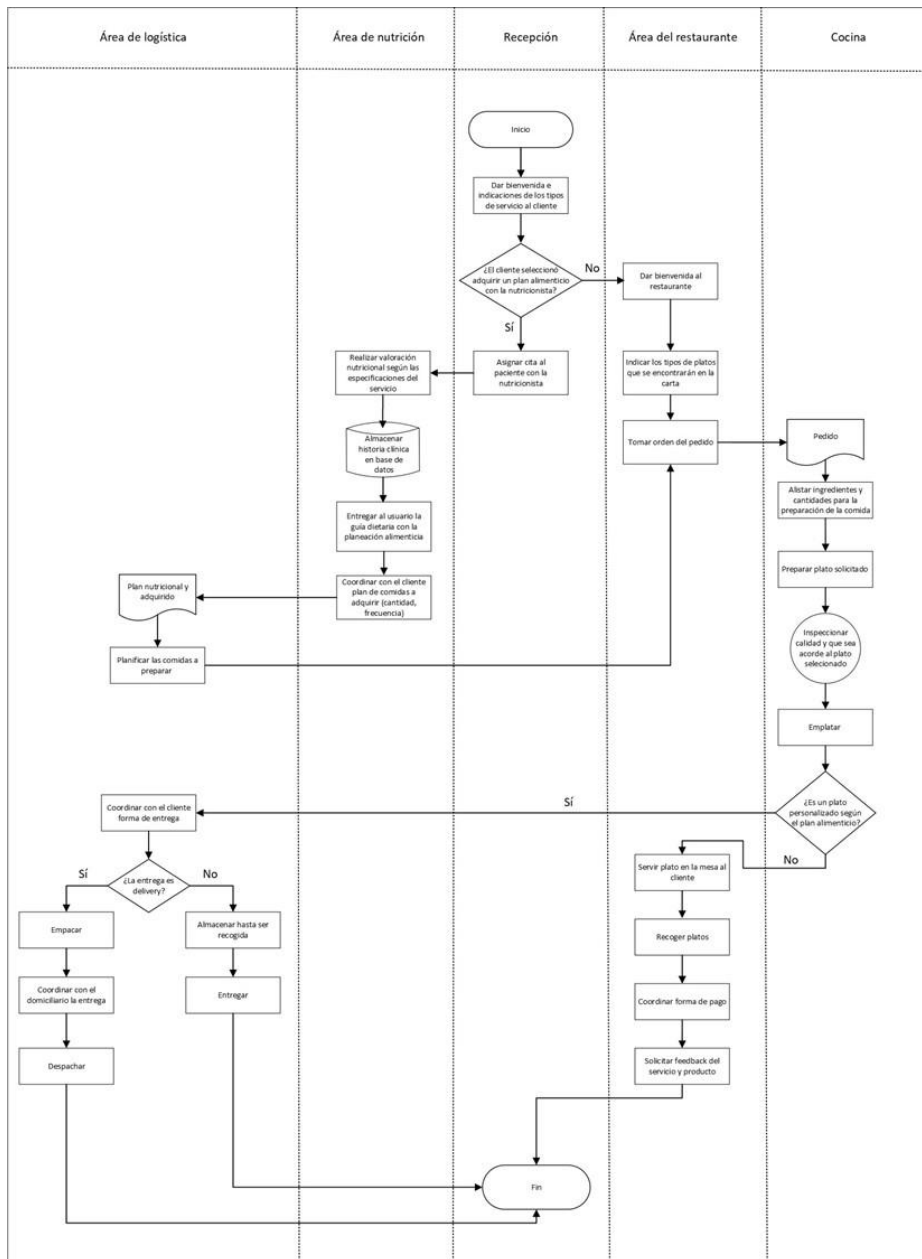 Área de logística
Área de nutrición
Recepción
Área del restaurante
Cocina
Inicio
Dar bienvenida e
indicaciones de los tipos
de servicio al cliente
¿El cliente seleccionó
adquirir un plan alimenticio
con la nutricionista?
No
Sí
Dar bienvenida al
restaurante
Realizar valoración
nutricional según las
especificaciones del
servicio
Asignar cita al
paciente con la
nutricionista
Indicar los tipos de platos
que se encontrarán en la
carta
Almacenar
historia clínica
en base de
datos
Tomar orden del pedido
Pedido
Alistar ingredientes y
cantidades para la
preparación de la comida
Entregar al usuario la
guía dietaria con la
planeación alimenticia
Preparar plato solicitado
Coordinar con el cliente
plan de comidas a
adquirir (cantidad,
frecuencia)
Plan nutricional y
adquirido
Planificar las comidas a
preparar
Inspeccionar
calidad y que sea
acorde al plato
seleccionado
Emplatar
¿Es un plato
personalizado según
el plan alimenticio?
Sí
No
Coordinar con el cliente
forma de entrega
¿La entrega es
delivery?
Sí
No
Servir plato en la mesa al
cliente
Empacar
Almacenar hasta ser
recogida
Recoger platos
Coordinar con el
domiciliario la entrega
Entregar
Coordinar forma de pago
Despachar
Solicitar feedback del
servicio y producto
Fin